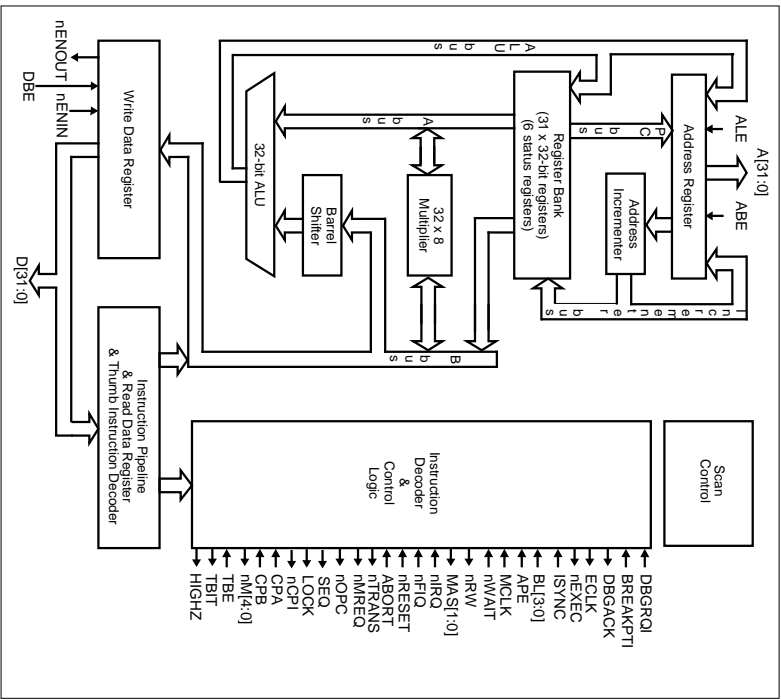 A[31:0]
ALE
ABE
Address Register
Address
Incrementer
Incrementer bus
PC bus
Register Bank
(31 x 32-bit registers)
(6 status registers)
ALU bus
A bus
B bus
32 x 8
Multiplier
Barrel
Shifter
32-bit ALU
Write Data Register
nENOUT
nENIN
DBE
D[31:0]
Instruction Pipeline
& Read Data Register
& Thumb Instruction Decoder
Scan
Control
Instruction
Decoder
&
Control
Logic
DBGRQI
BREAKPTI
DBGACK
ECLK
nEXEC
ISYNC
BL[3:0]
APE
MCLK
nWAIT
nRW
MAS[1:0]
nIRQ
nFIQ
nRESET
ABORT
nTRANS
nMREQ
nOPC
SEQ
LOCK
nCPI
CPA
CPB
nM[4:0]
TBE
TBIT
HIGHZ